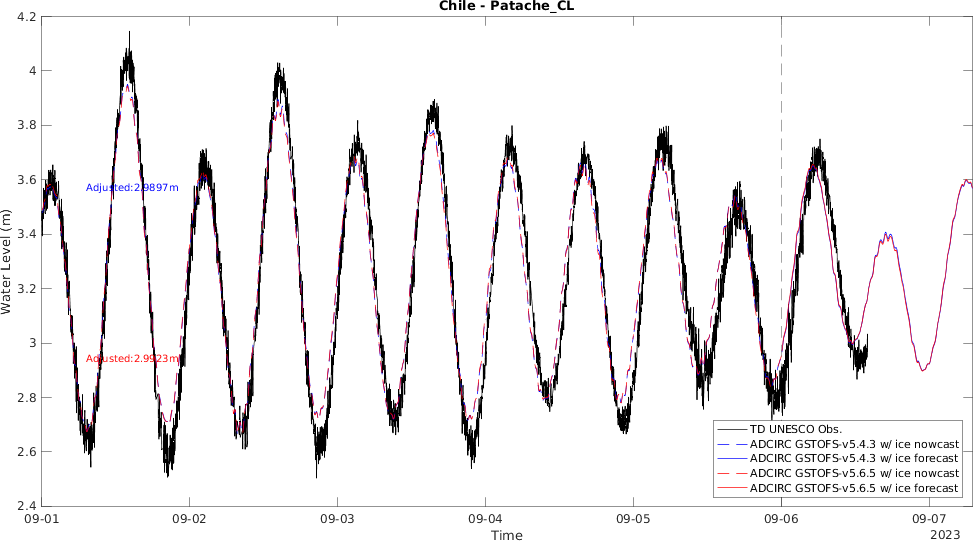 Chile - Patache_CL
4.2
4
3.8
3.6
3.4
3.2
3
2.8
2.6
2.4
Water Level (m)
Adjusted:2.9897m
Adjusted:2.9923m
TD UNESCO Obs.
ADCIRC GSTOFS-v5.4.3 w/ ice nowcast
ADCIRC GSTOFS-v5.4.3 w/ ice forecast
ADCIRC GSTOFS-v5.6.5 w/ ice nowcast
ADCIRC GSTOFS-v5.6.5 w/ ice forecast
09-01 09-02 09-03 09-04 09-05 09-06 09-07
Time
2023